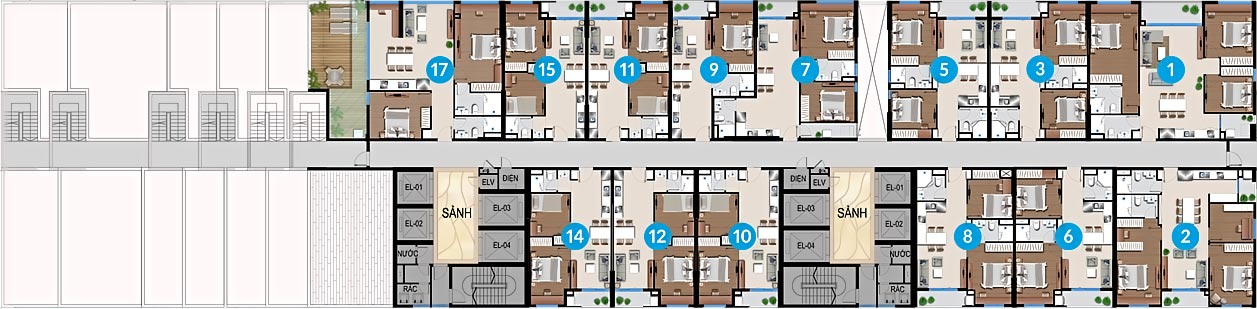 17
15
11
9
7
5
3
1
EL-01
EL-02
NƯỚC
RÁC
SẢNH
ELV
ĐIỆN
EL-03
EL-04
14
12
10
ĐIỆN
ELV
EL-03
EL-04
SẢNH
EL-01
EL-02
NƯỚC
RÁC
8
6
2